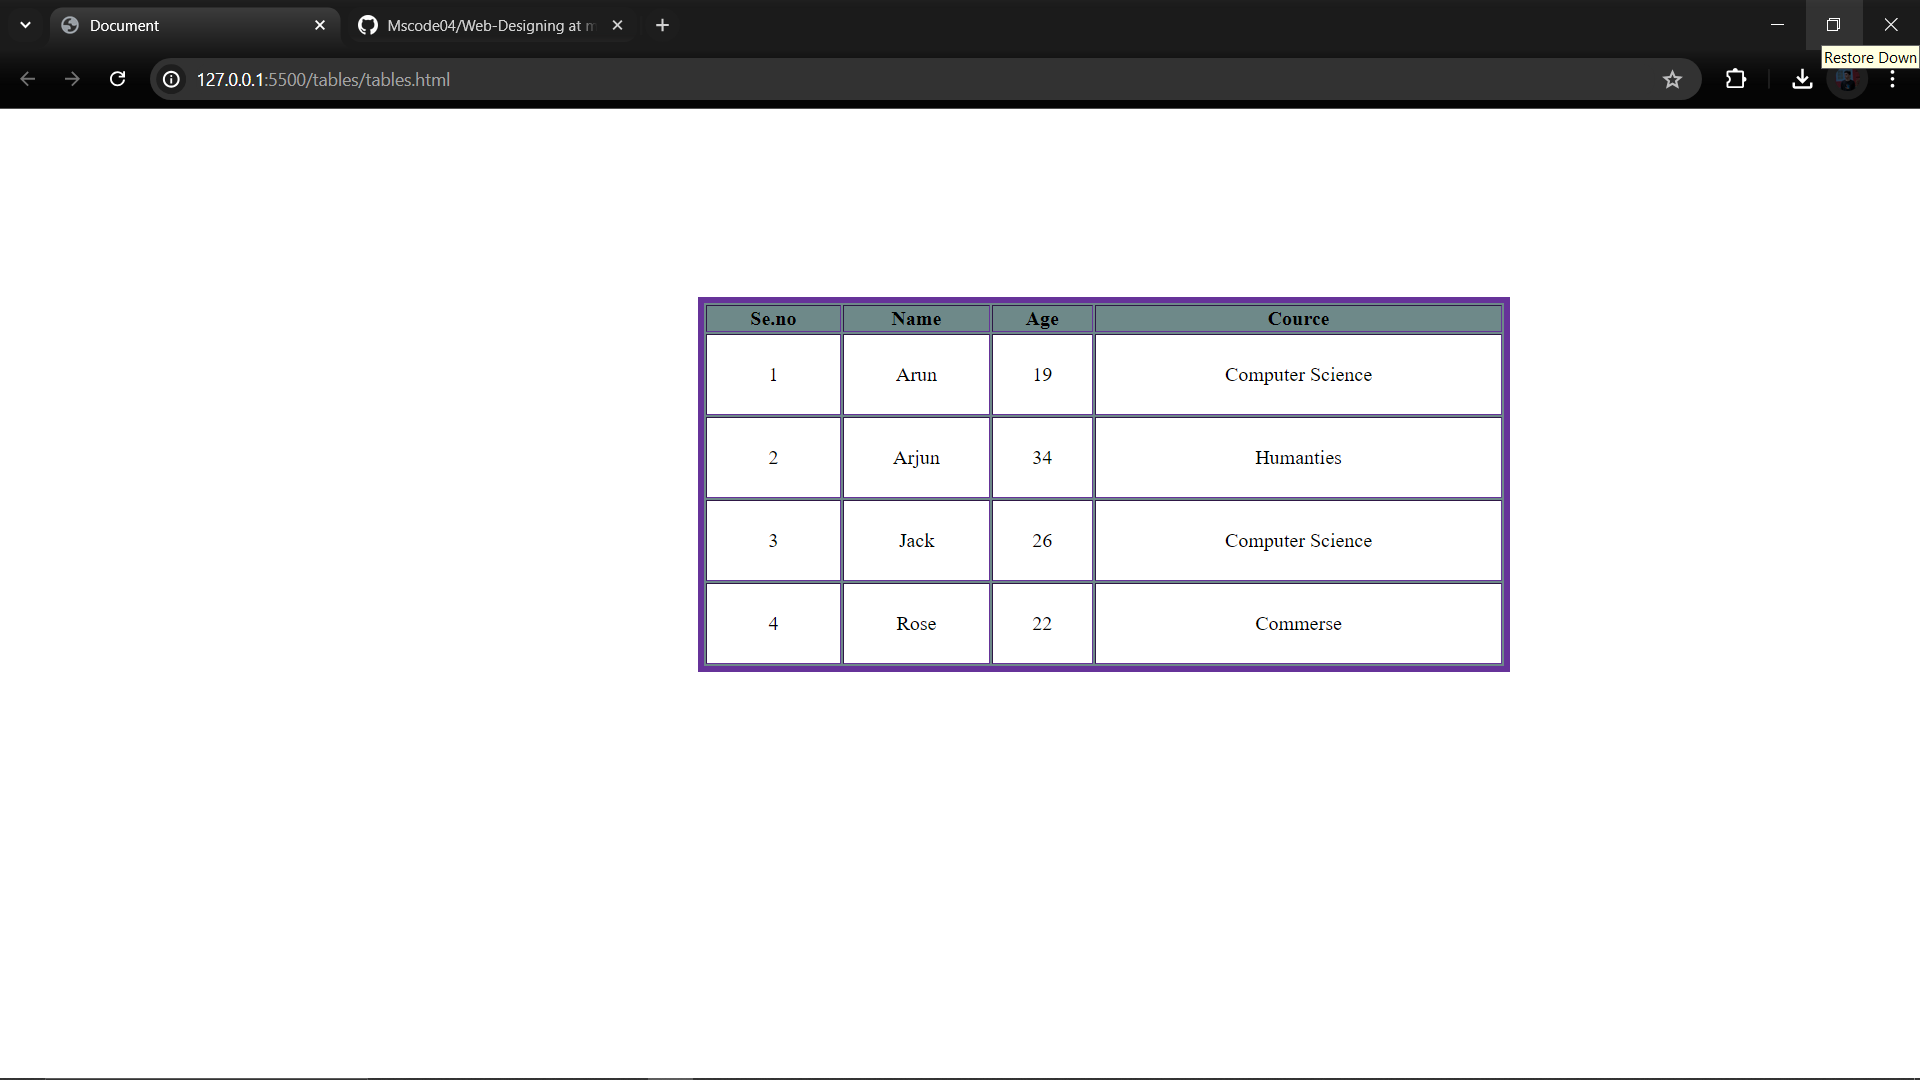 Document
Mscode04/Web-Designing at m
127.0.0.1:5500/tables/tables.html
Restore Down
Se.no Name Age Cource
1 Arun 19 Computer Science
2 Arjun 34 Humanties
3 Jack 26 Computer Science
4 Rose 22 Commerse